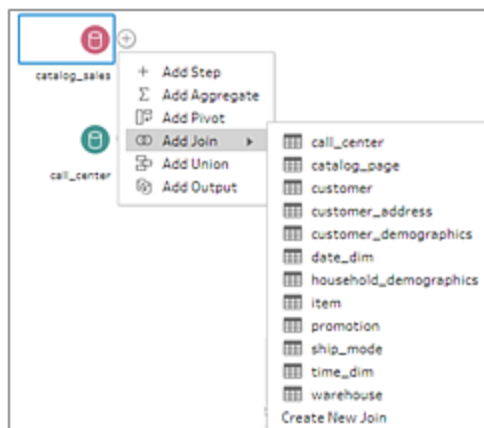 catalog_sales
call_center
Add Step
Add Aggregate
Add Pivot
Add Join
Add Union
Add Output
call_center
catalog_page
customer
customer_address
customer_demographics
date_dim
household_demographics
item
promotion
ship_mode
time_dim
warehouse
Create New Join